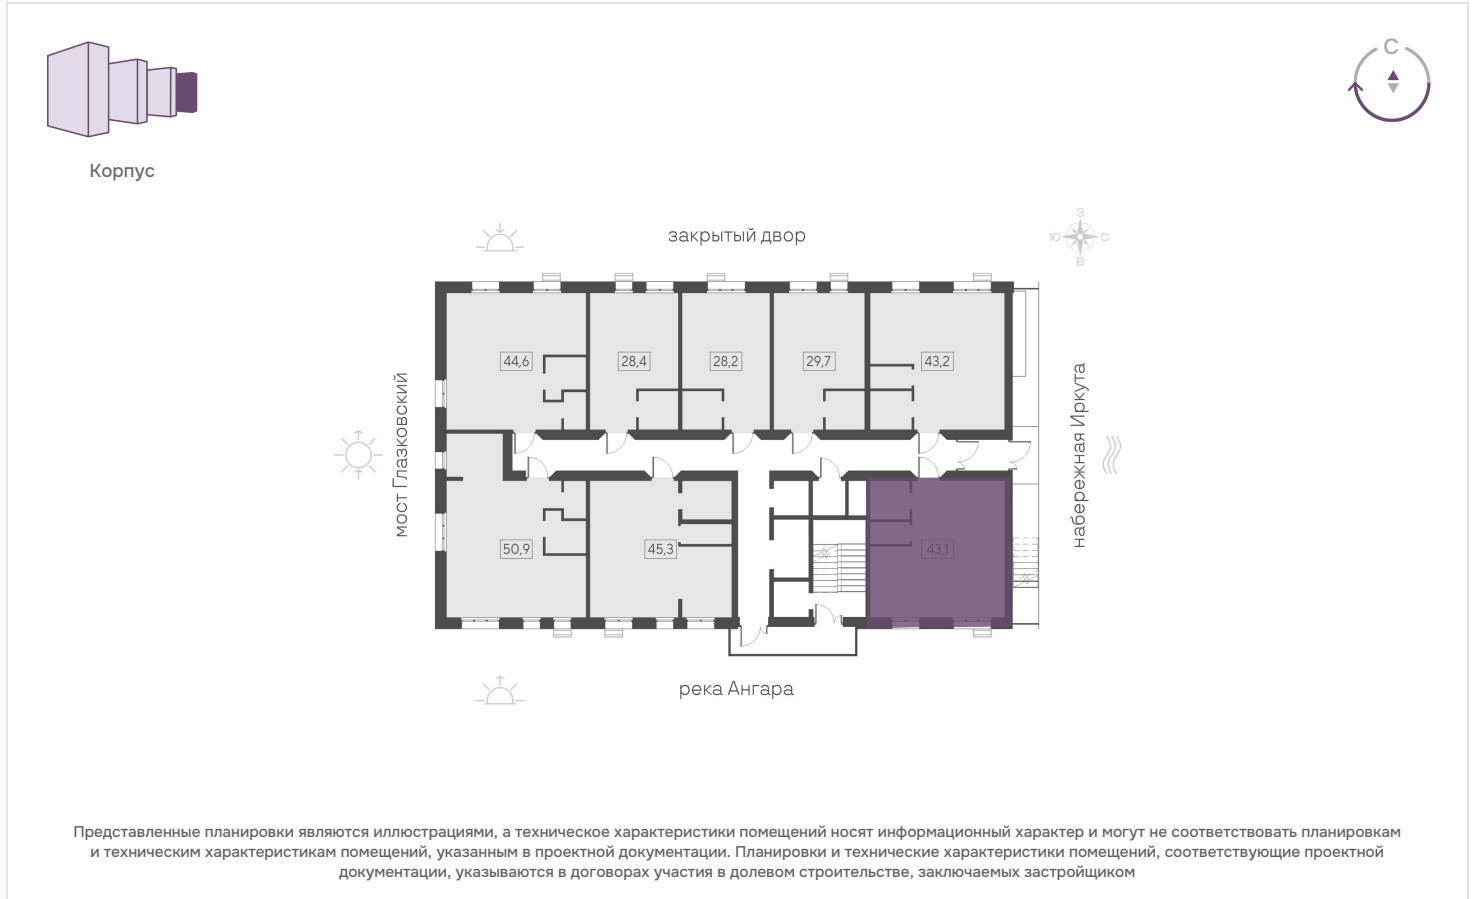 С
Корпус
закрытый двор
З
Ю
С
В
44,6
28,4
28,2
29,7
43,2
мост Глазковский
набережная Иркута
50,9
45,3
43,1
река Ангара
Представленные планировки являются иллюстрациями, а техническое характеристики помещений носят информационный характер и могут не соответствовать планировкам
и техническим характеристикам помещений, указанным в проектной документации. Планировки и технические характеристики помещений, соответствующие проектной
документации, указываются в договорах участия в долевом строительстве, заключаемых застройщиком